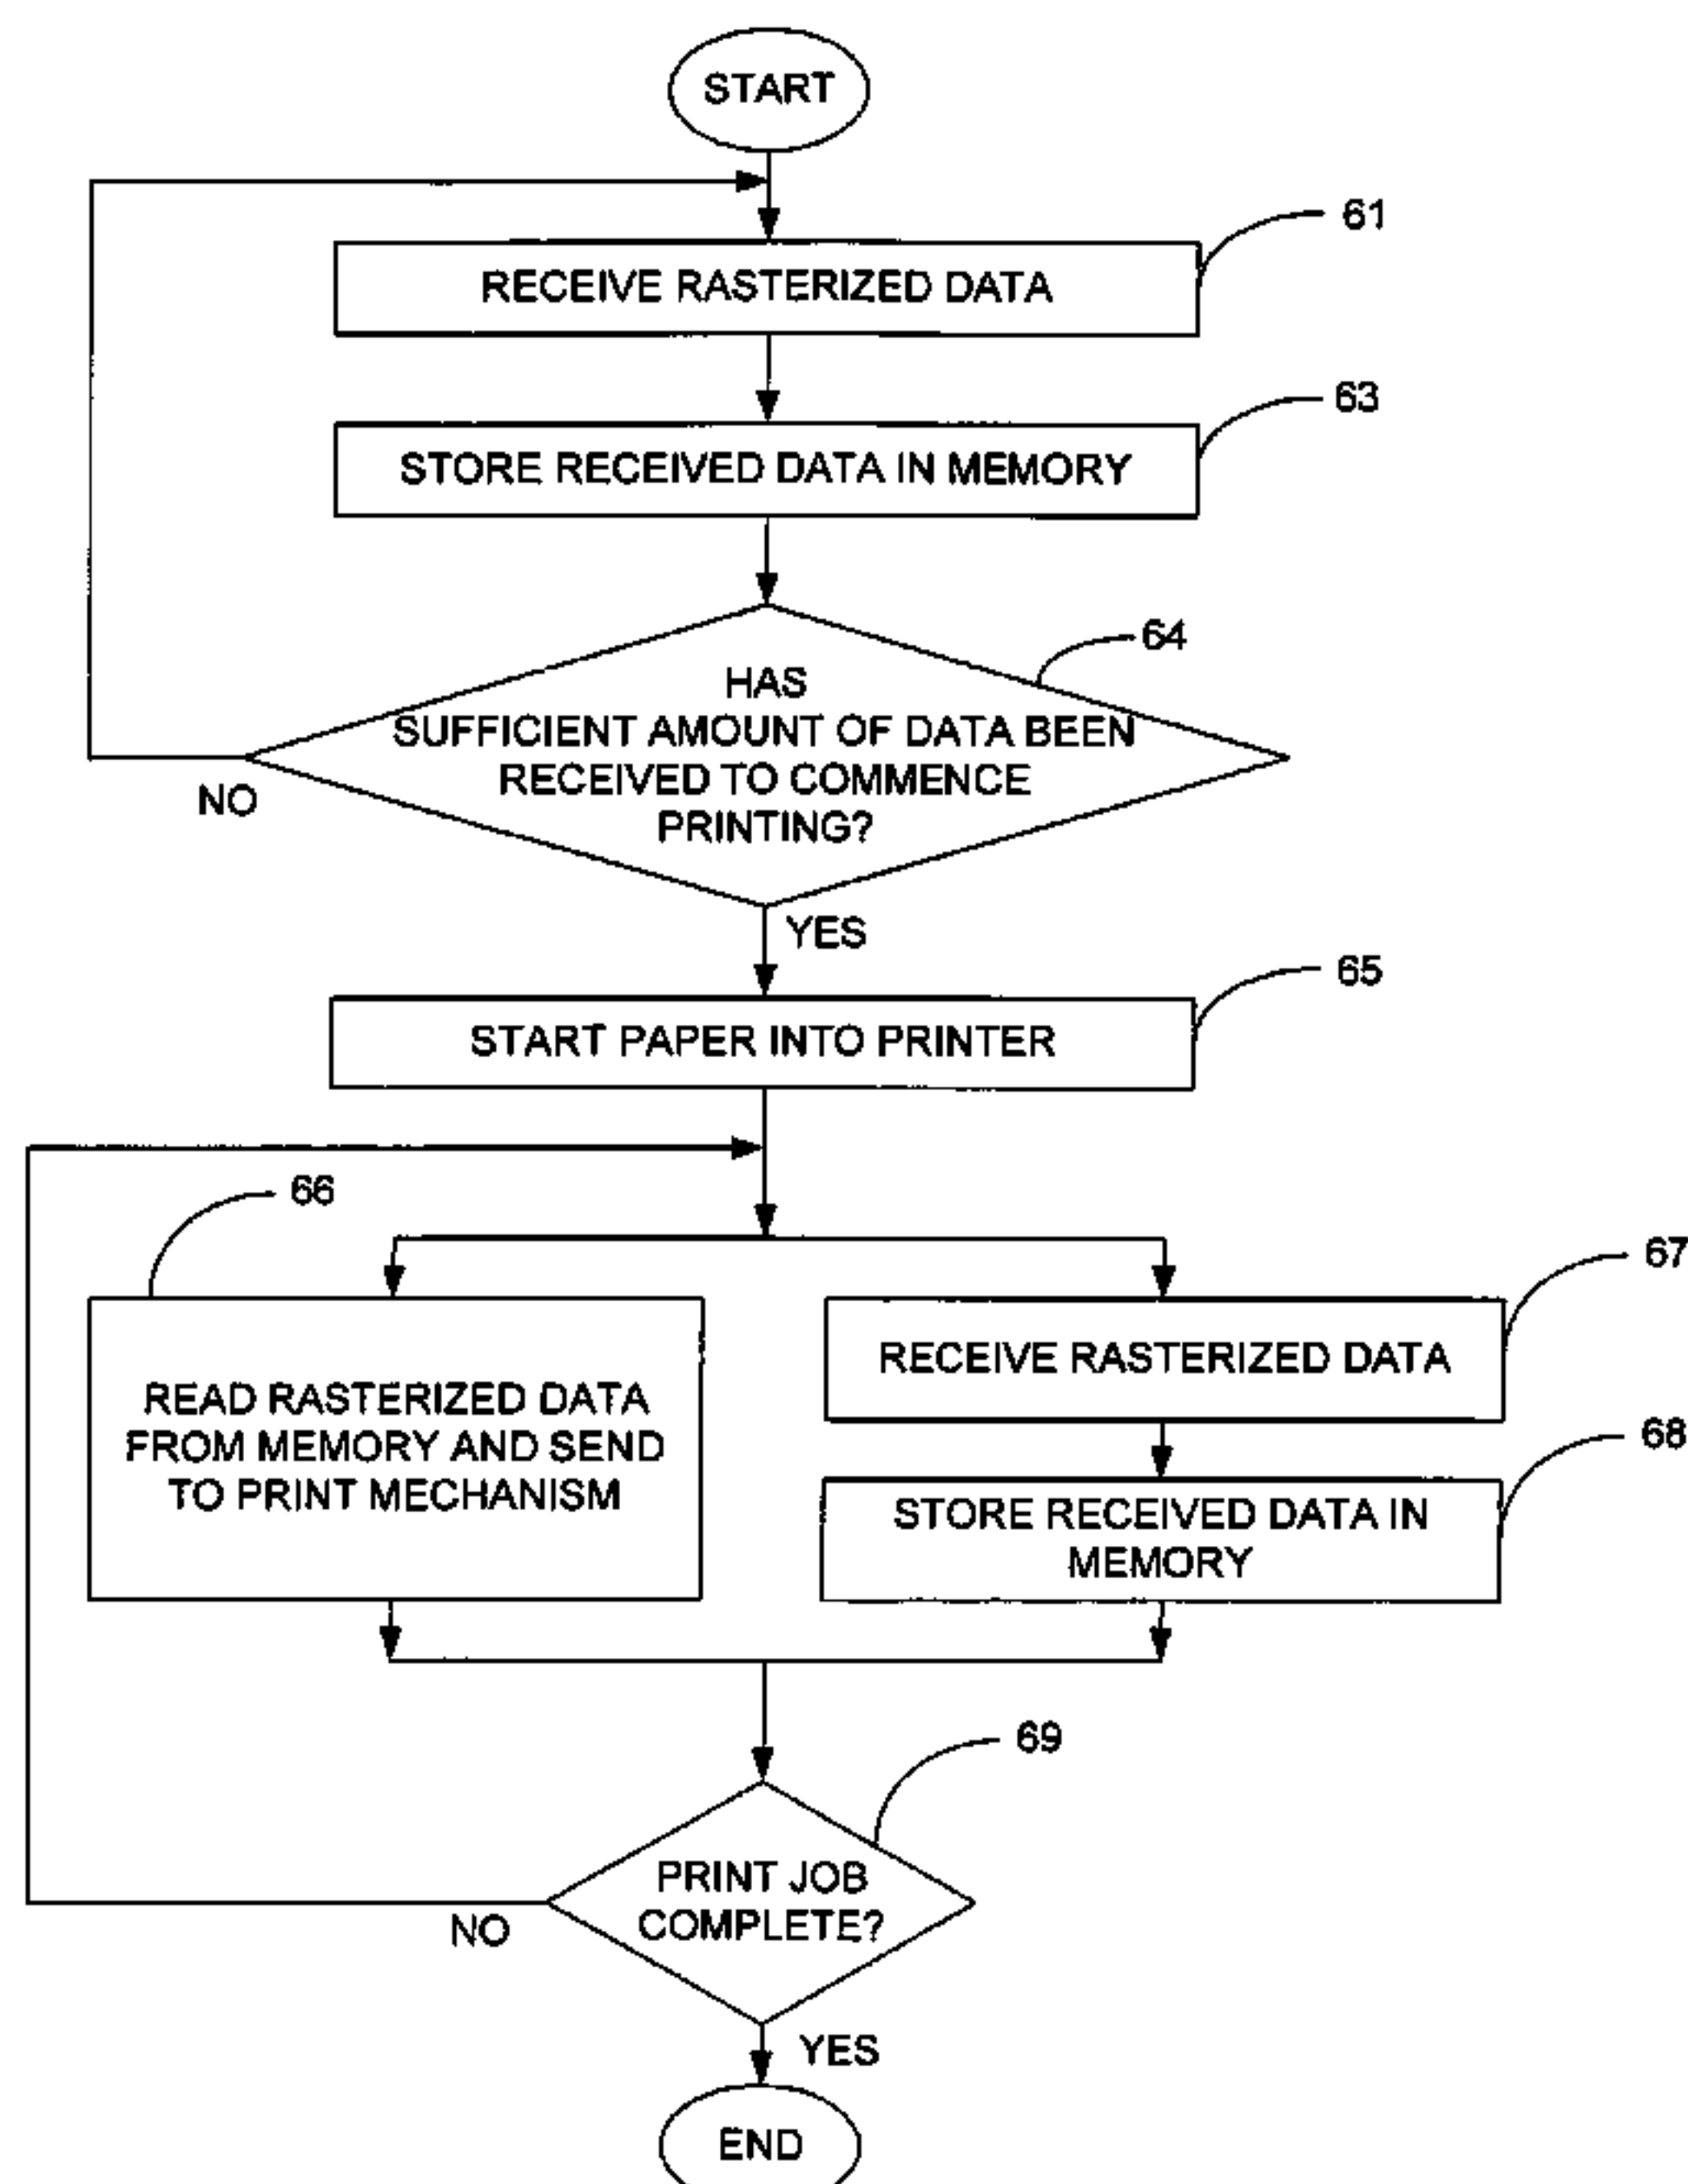 START
61
RECEIVE RASTERIZED DATA
63
STORE RECEIVED DATA IN MEMORY
64
HAS
SUFFICIENT AMOUNT OF DATA BEEN
RECEIVED TO COMMENCE
PRINTING?
NO
YES
65
START PAPER INTO PRINTER
66
READ RASTERIZED DATA
FROM MEMORY AND SEND
TO PRINT MECHANISM
67
RECEIVE RASTERIZED DATA
68
STORE RECEIVED DATA IN
MEMORY
69
PRINT JOB
COMPLETE?
NO
YES
END